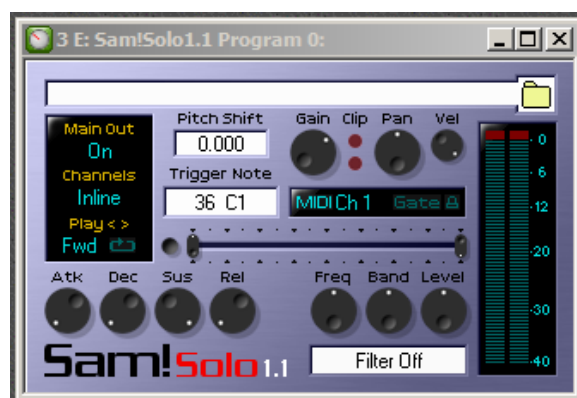 3 E: Sam!Solo1.1 Program 0:
Main Out
On
Channels
Inline
Play < >
Fwd
Pitch Shift
0.000
Trigger Note
36 C1
Gain Clip Pan Vel
MIDI Ch 1 Gate A
0
6
12
20
30
40
Atk Dec Sus Rel
Freq Band Level
Sam!Solo1.1
Filter Off